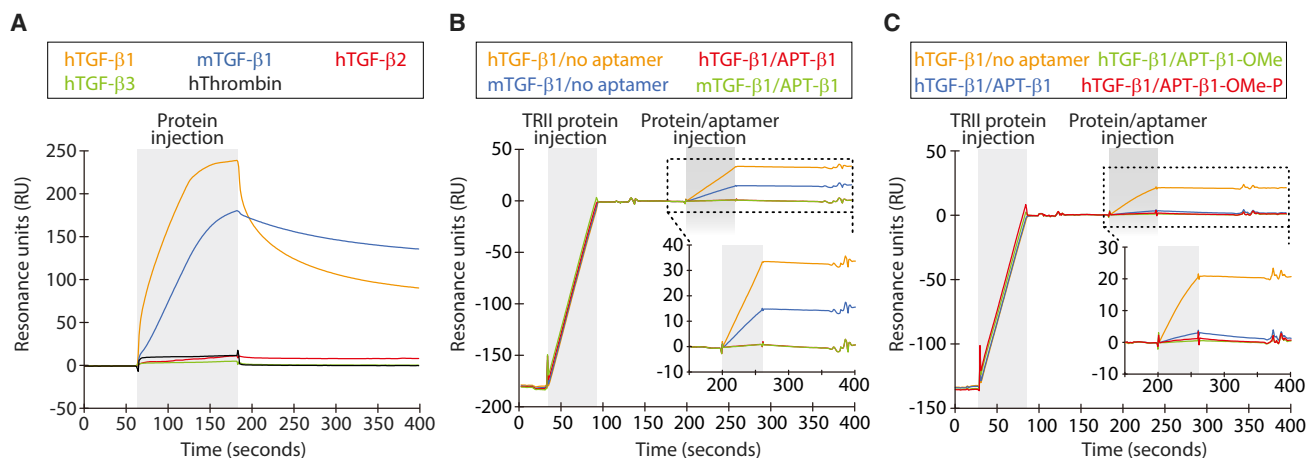 A
hTGF-β1 mTGF-β1 hTGF-β2
hTGF-β3 hThrombin
Protein
injection
Resonance units (RU)
250
200
150
100
50
0
-50
0 50 100 150 200 250 300 350 400
Time (seconds)
B
hTGF-β1/no aptamer hTGF-β1/APT-β1
mTGF-β1/no aptamer mTGF-β1/APT-β1
TRII protein
injection
Protein/aptamer
injection
Resonance units (RU)
50
0
-50
-100
-150
-200
0 50 100 150 200 250 300 350 400
Time (seconds)
40
30
20
10
0
-10
200 250 300 350 400
C
hTGF-β1/no aptamer hTGF-β1/APT-β1-OMe
hTGF-β1/APT-β1 hTGF-β1/APT-β1-OMe-P
TRII protein
injection
Protein/aptamer
injection
Resonance units (RU)
50
0
-50
-100
-150
0 50 100 150 200 250 300 350 400
Time (seconds)
30
20
10
0
-10
200 250 300 350 400